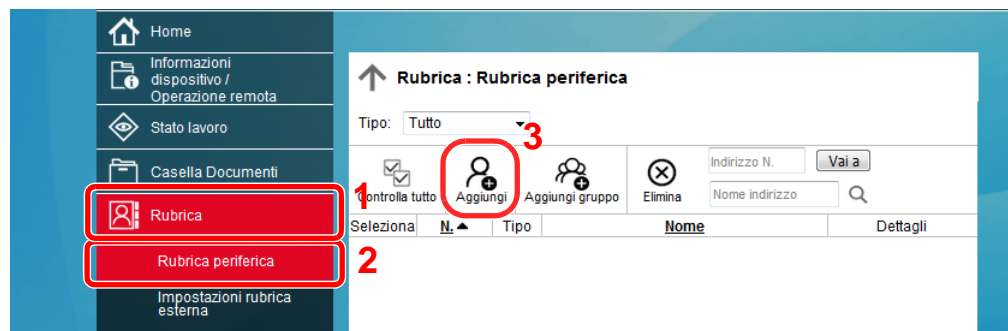 Home
Informazioni
dispositivo /
Operazione remota
Stato lavoro
Casella Documenti
1
Rubrica
2
Rubrica periferica
Impostazioni rubrica
esterna
Rubrica : Rubrica periferica
Tipo: Tutto
3
Controlla tutto Aggiungi Aggiungi gruppo Elimina
Indirizzo N. Vai a
Nome indirizzo
Seleziona N. Tipo Nome Dettagli